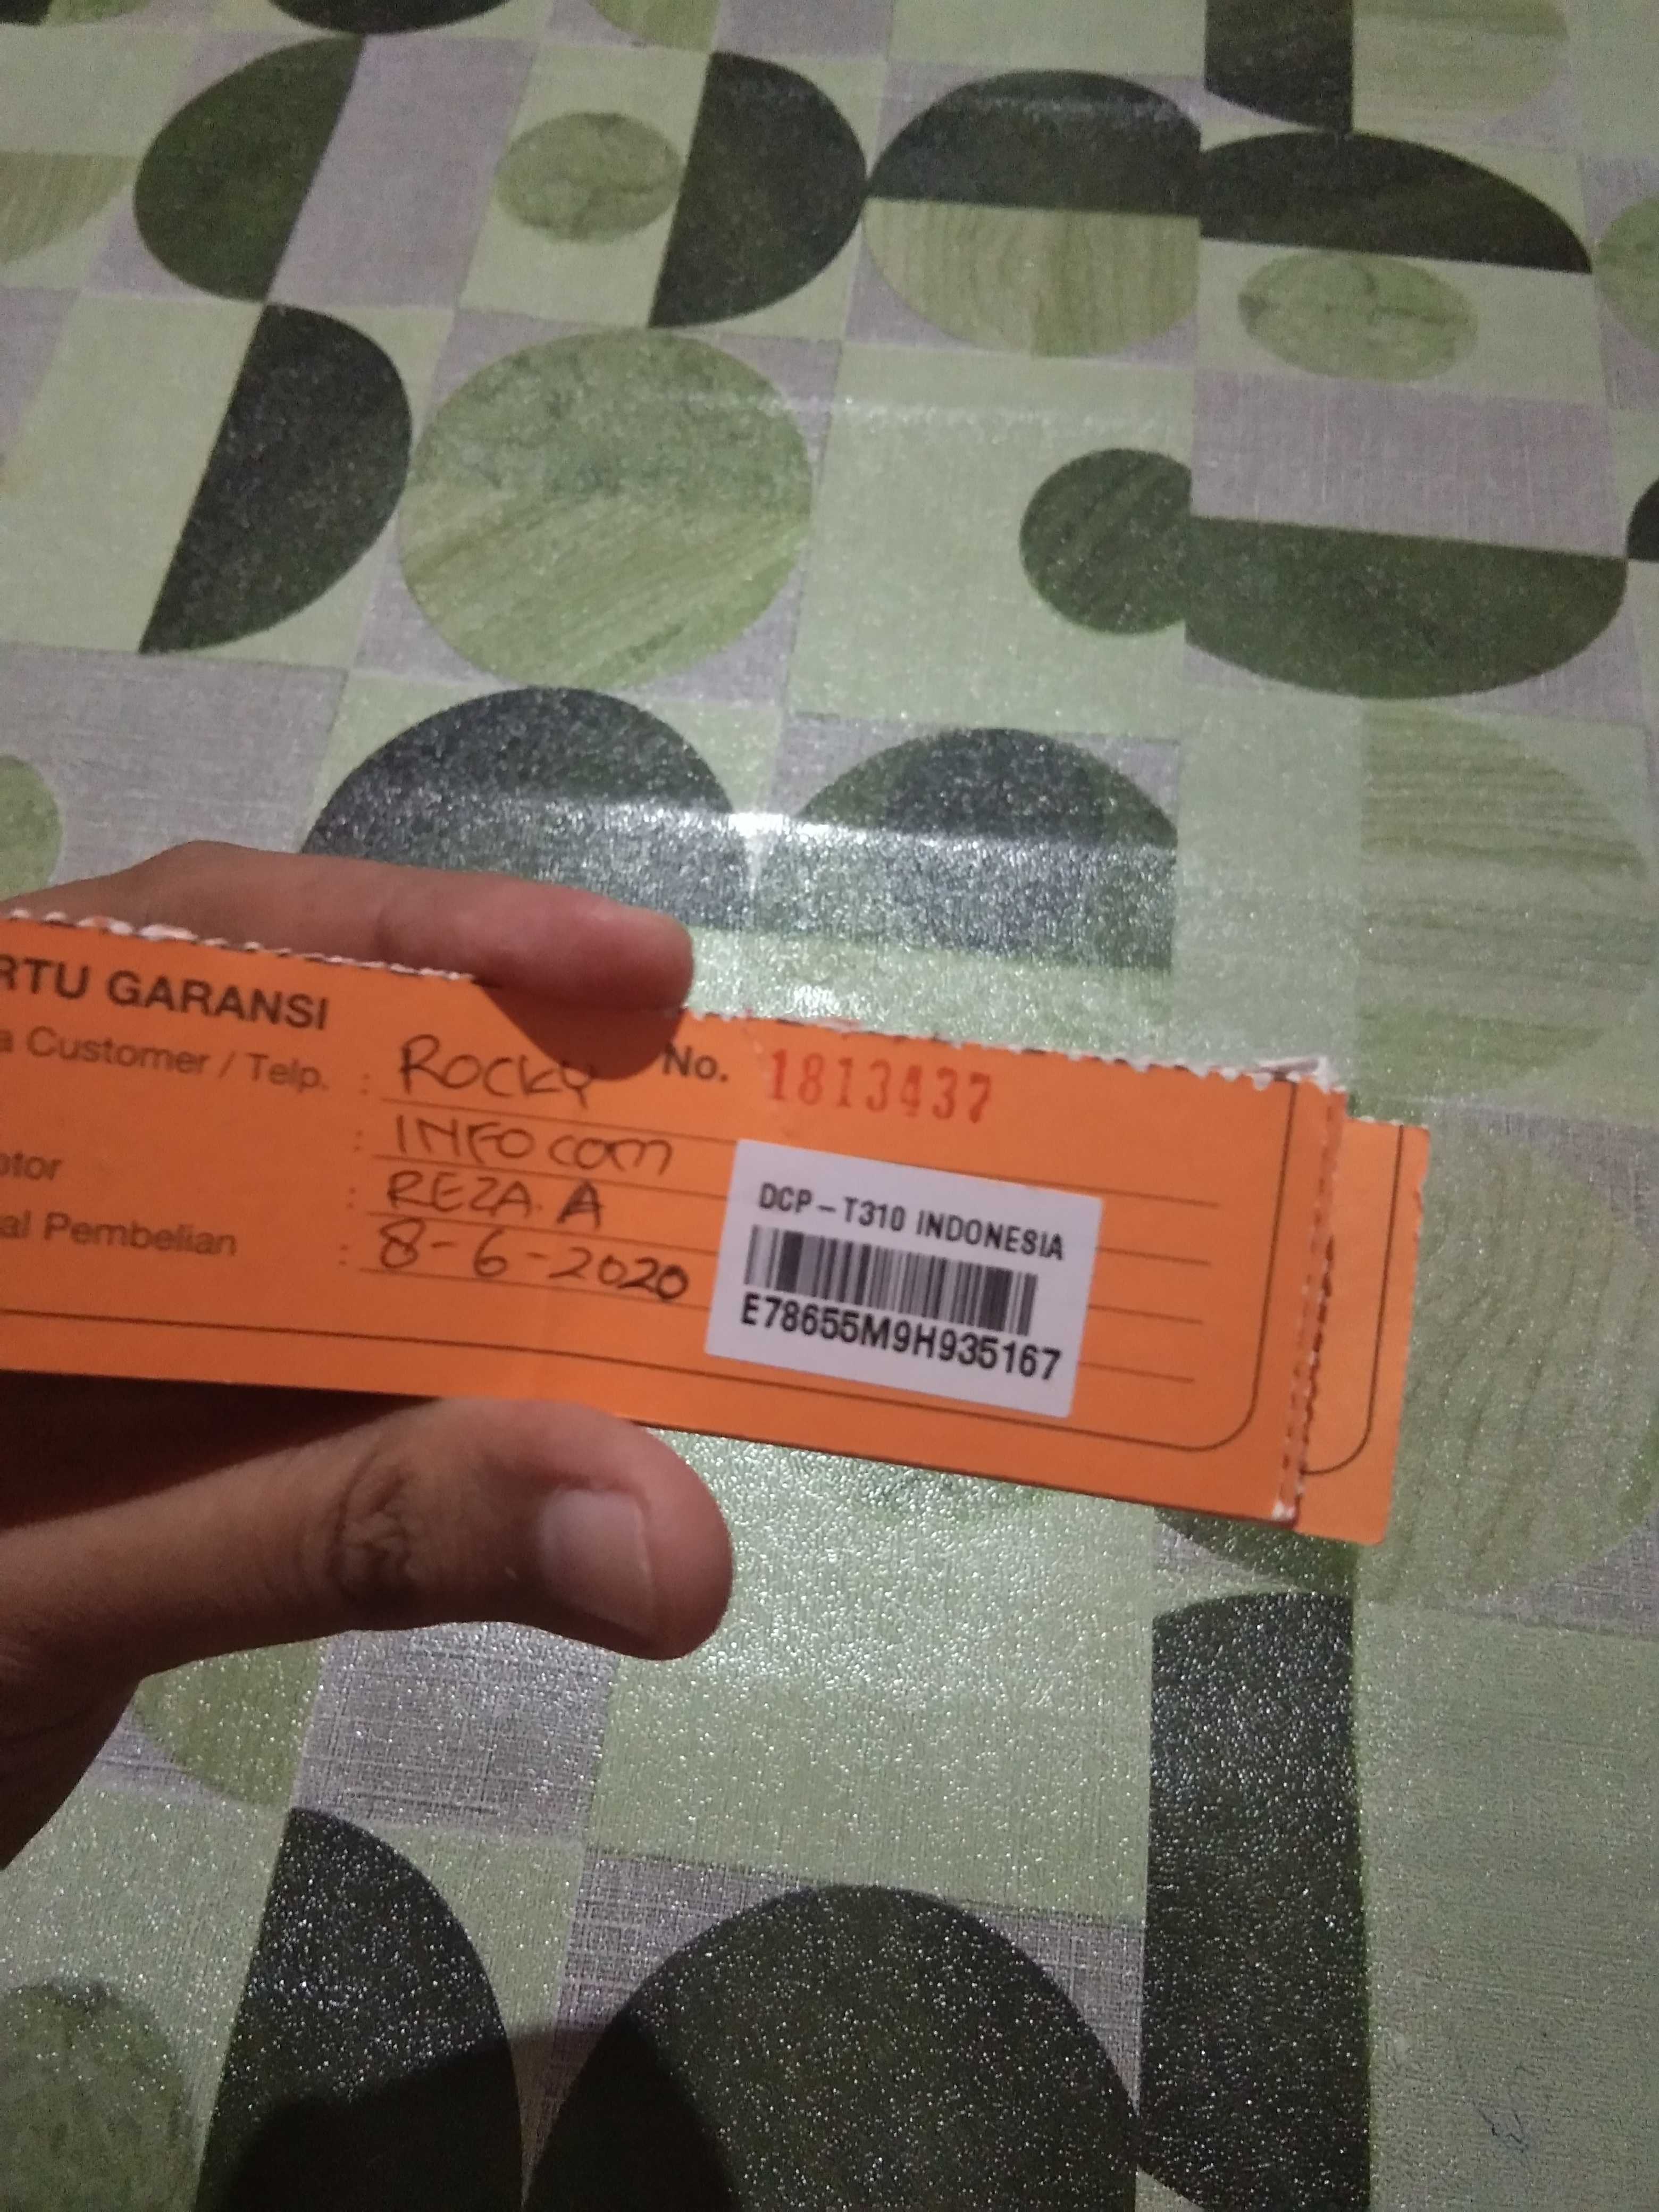 RTU GARANSI
a Customer / Telp. : ROCKY No. 1813437
: INFOCOM
otor : REZA. A
al Pembelian : 8-6-2020
DCP-T310 INDONESIA
E78655M9H935167